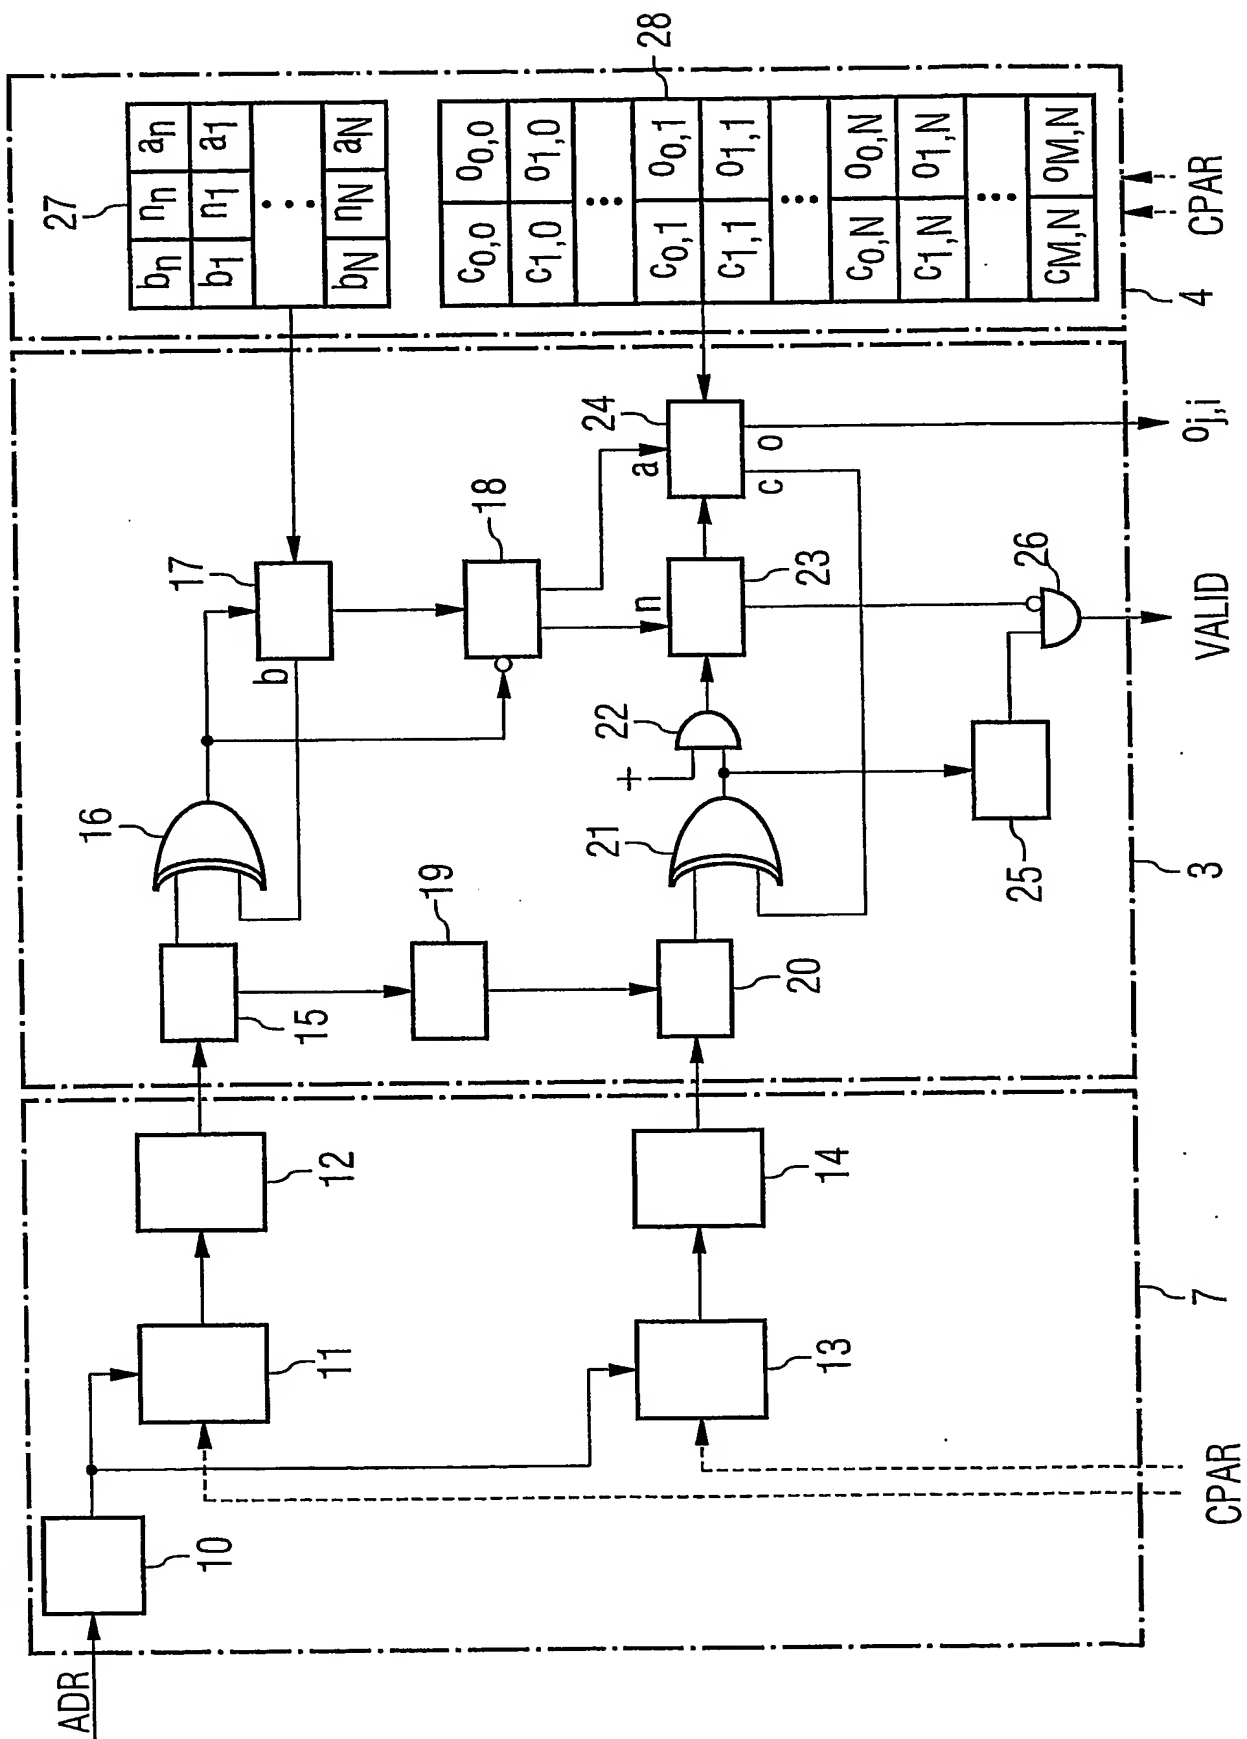 ADR
10
11
12
13
14
7
CPAR
15
16
17
b
18
19
20
21
+
22
n
23
a
24
c
o
25
26
3
VALID
oj,i
27
bn nn an
b1 n1 a1
...
bN nN aN
28
c0,0 o0,0
c1,0 o1,0
...
c0,1 o0,1
c1,1 o1,1
...
c0,N o0,N
c1,N o1,N
...
cM,N oM,N
4
CPAR